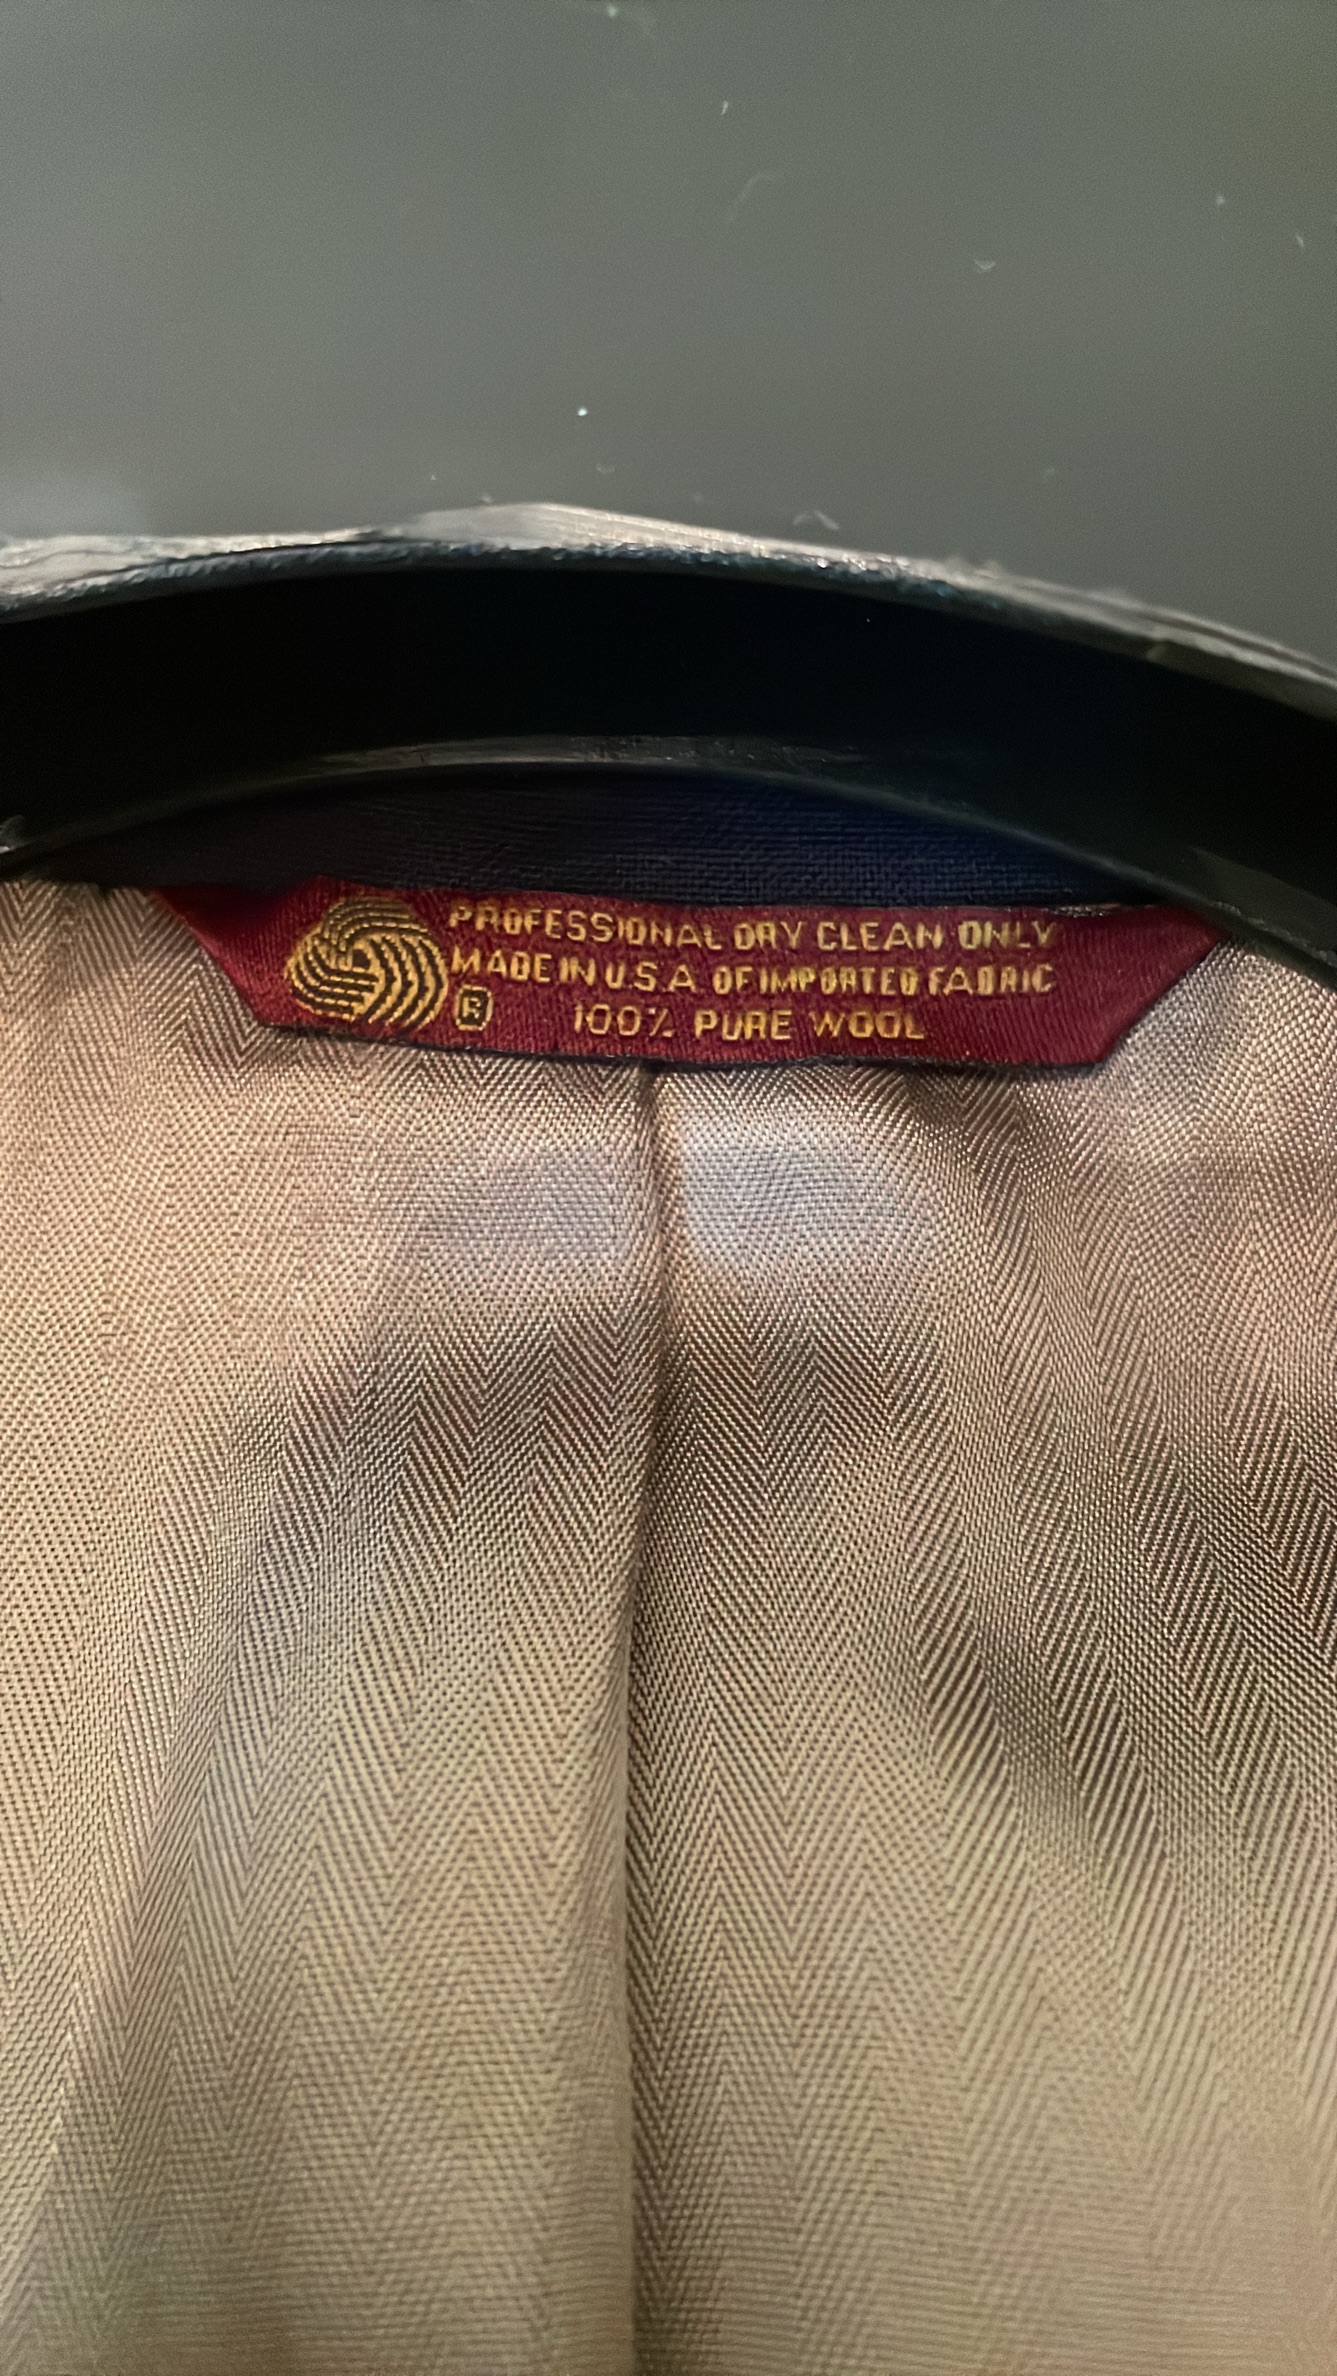 PROFESSIONAL DRY CLEAN ONLY
MADE IN U.S.A OF IMPORTED FABRIC
® 100% PURE WOOL